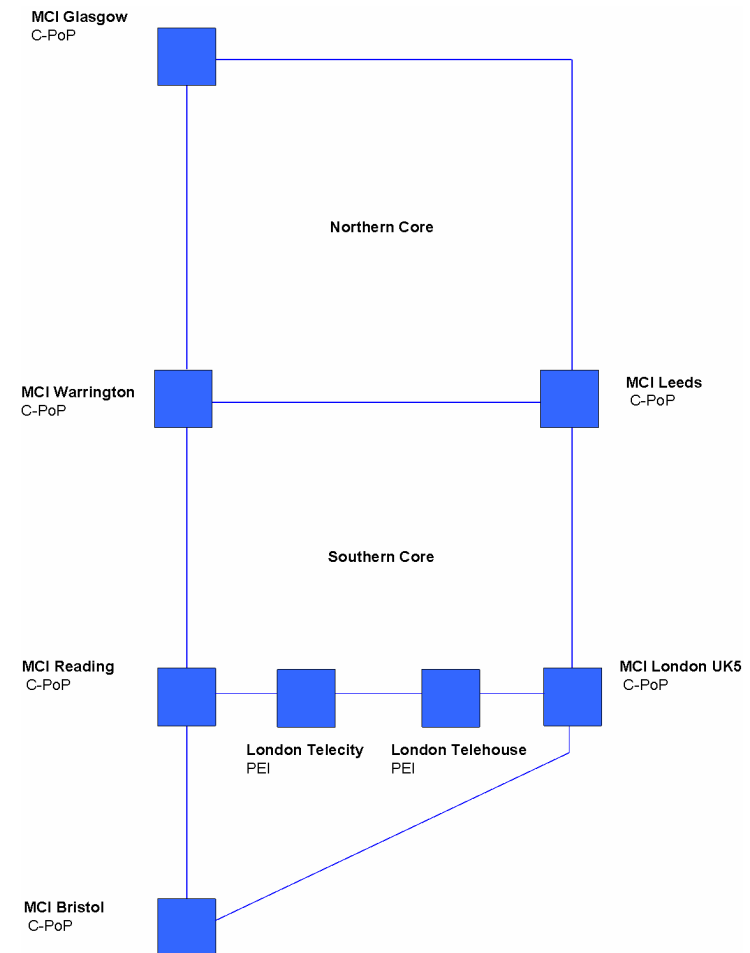 MCI Glasgow
C-PoP
Northern Core
MCI Warrington
C-PoP
MCI Leeds
C-PoP
Southern Core
MCI Reading
C-PoP
MCI London UK5
C-PoP
London Telecity
PEI
London Telehouse
PEI
MCI Bristol
C-PoP